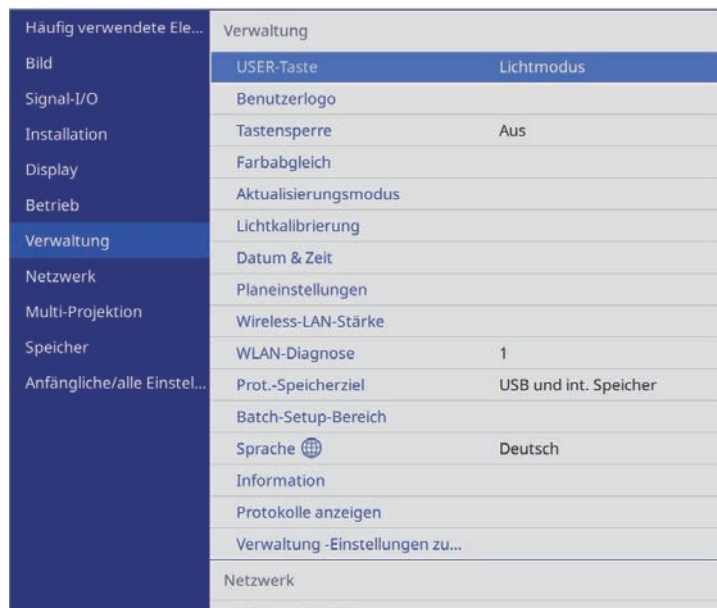 Häufig verwendete Ele...
Bild
Signal-I/O
Installation
Display
Betrieb
Verwaltung
Netzwerk
Multi-Projektion
Speicher
Anfängliche/alle Einstel...
Verwaltung
USER-Taste Lichtmodus
Benutzerlogo
Tastensperre Aus
Farbabgleich
Aktualisierungsmodus
Lichtkalibrierung
Datum & Zeit
Planeinstellungen
Wireless-LAN-Stärke
WLAN-Diagnose 1
Prot.-Speicherziel USB und int. Speicher
Batch-Setup-Bereich
Sprache Deutsch
Information
Protokolle anzeigen
Verwaltung -Einstellungen zu...
Netzwerk